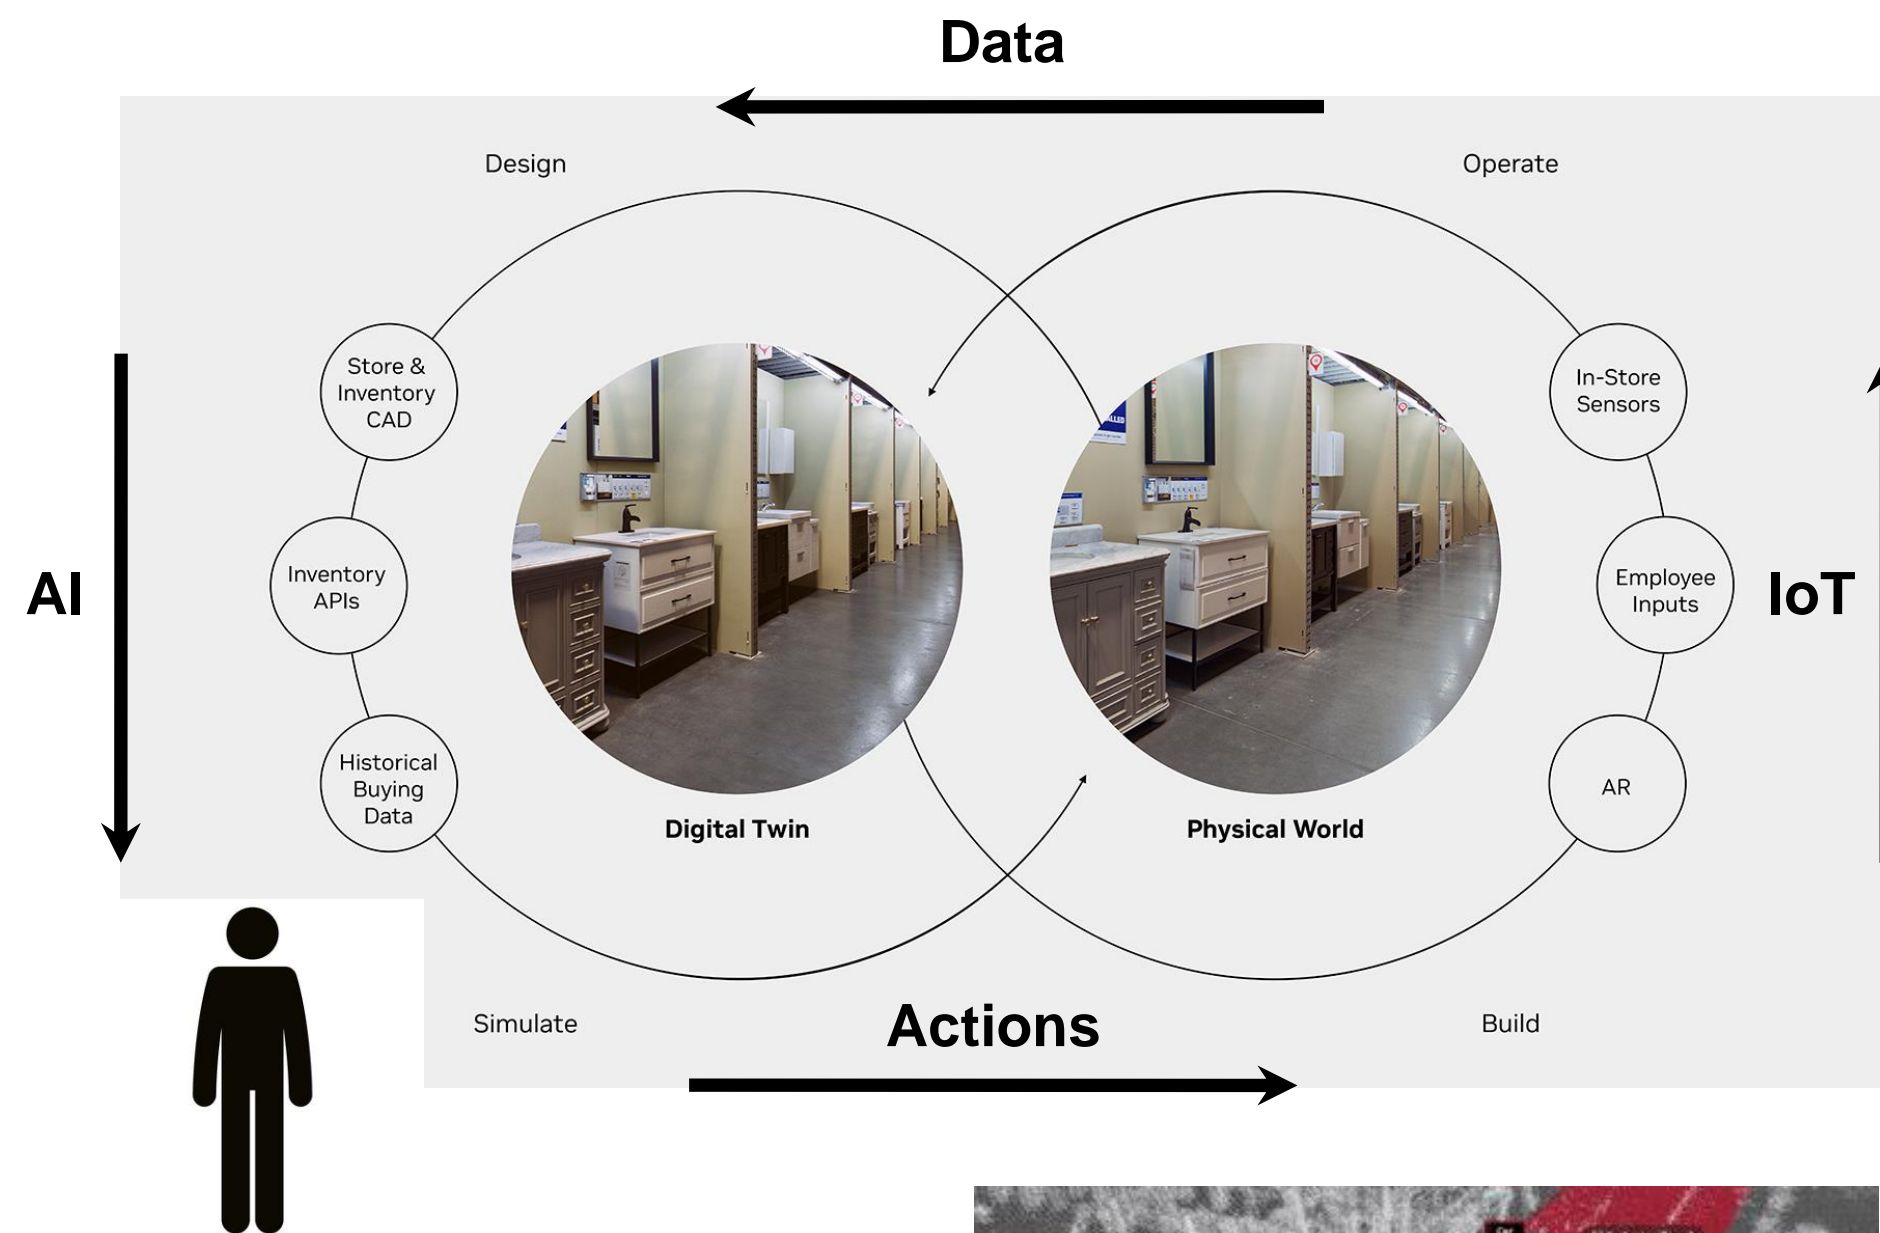 Data
Design
Operate
Store &
Inventory
CAD
In-Store
Sensors
AI
Inventory
APIs
Employee
Inputs
IoT
Historical
Buying
Data
AR
Digital Twin
Physical World
Simulate
Actions
Build